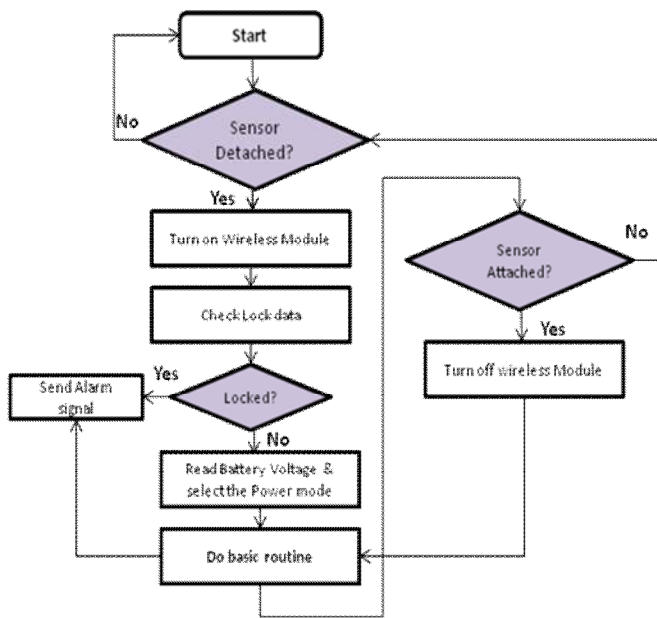 Start
No
Sensor
Detached?
Yes
Turn on Wireless Module
Check Lock data
Yes
Locked?
Send Alarm
signal
No
Read Battery Voltage &
select the Power mode
Do basic routine
Sensor
Attached?
No
Yes
Turn off wireless Module